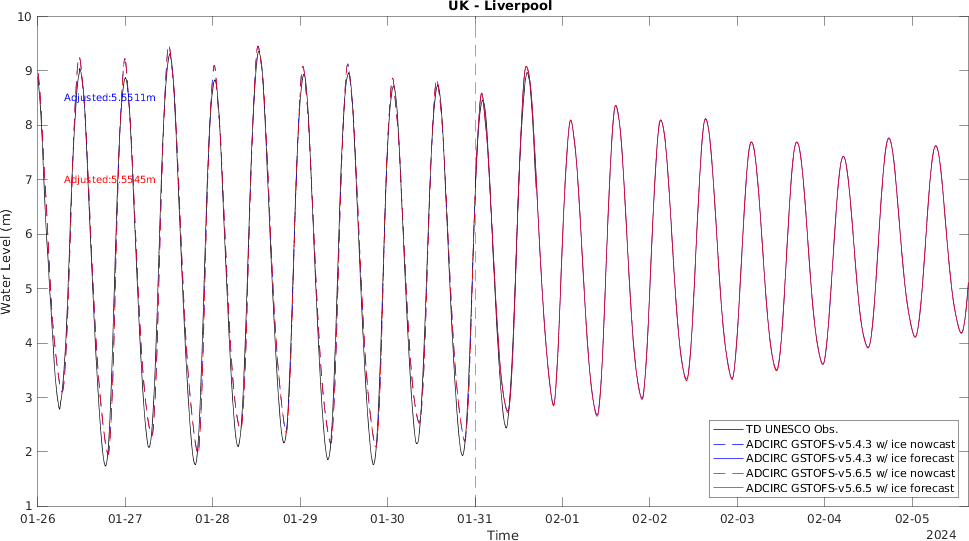 UK - Liverpool
10
9
8
7
6
5
4
3
2
1
Water Level (m)
Adjusted:5.5511m
Adjusted:5.5545m
TD UNESCO Obs.
ADCIRC GSTOFS-v5.4.3 w/ ice nowcast
ADCIRC GSTOFS-v5.4.3 w/ ice forecast
ADCIRC GSTOFS-v5.6.5 w/ ice nowcast
ADCIRC GSTOFS-v5.6.5 w/ ice forecast
01-26 01-27 01-28 01-29 01-30 01-31 02-01 02-02 02-03 02-04 02-05
Time
2024